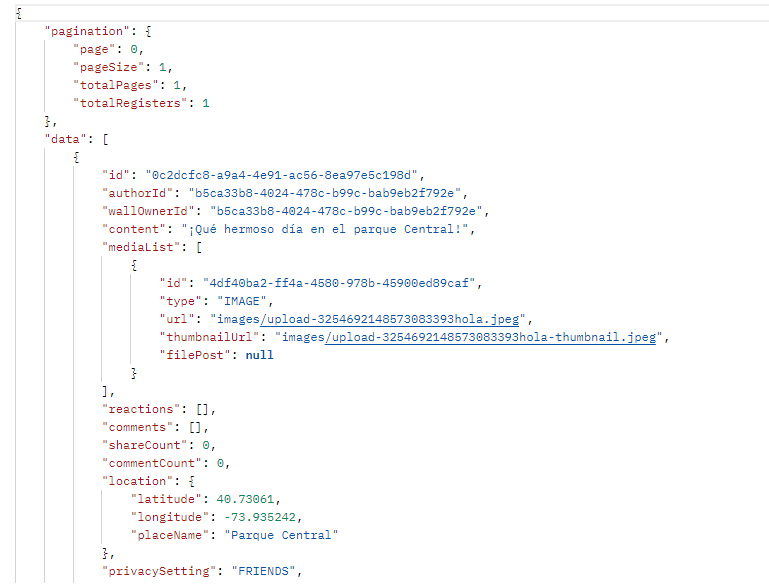 {
    "pagination": {
        "page": 0,
        "pageSize": 1,
        "totalPages": 1,
        "totalRegisters": 1
    },
    "data": [
        {
            "id": "0c2dcfc8-a9a4-4e91-ac56-8ea97e5c198d",
            "authorId": "b5ca33b8-4024-478c-b99c-bab9eb2f792e",
            "wallOwnerId": "b5ca33b8-4024-478c-b99c-bab9eb2f792e",
            "content": "¡Qué hermoso día en el parque Central!",
            "mediaList": [
                {
                    "id": "4df40ba2-ff4a-4580-978b-45900ed89caf",
                    "type": "IMAGE",
                    "url": "images/upload-3254692148573083393hola.jpeg",
                    "thumbnailUrl": "images/upload-3254692148573083393hola-thumbnail.jpeg",
                    "filePost": null
                }
            ],
            "reactions": [],
            "comments": [],
            "shareCount": 0,
            "commentCount": 0,
            "location": {
                "latitude": 40.73061,
                "longitude": -73.935242,
                "placeName": "Parque Central"
            },
            "privacySetting": "FRIENDS",